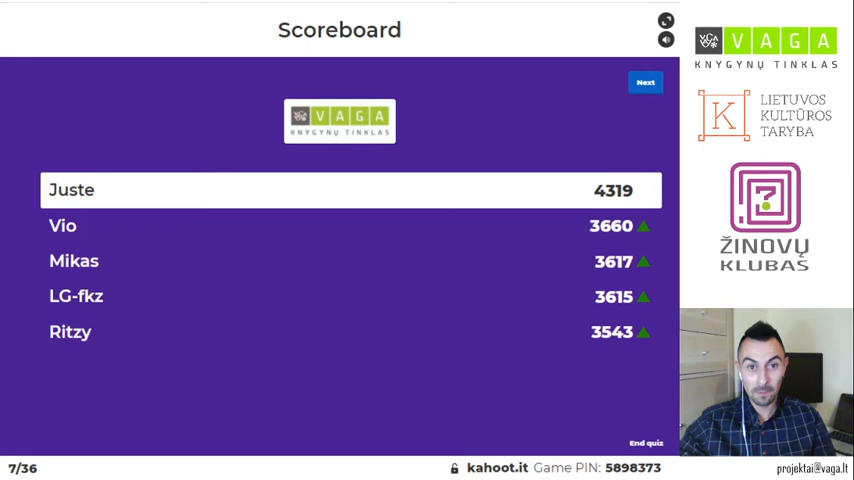 Scoreboard
Next
VAGA
KNYGYNŲ TINKLAS
Juste 4319
Vio 3660
Mikas 3617
LG-fkz 3615
Ritzy 3543
End quiz
7/36
kahoot.it Game PIN: 5898373
VAGA
KNYGYNŲ TINKLAS
LIETUVOS
KULTŪROS
TARYBA
ŽINOVŲ
KLUBAS
projektai@vaga.lt